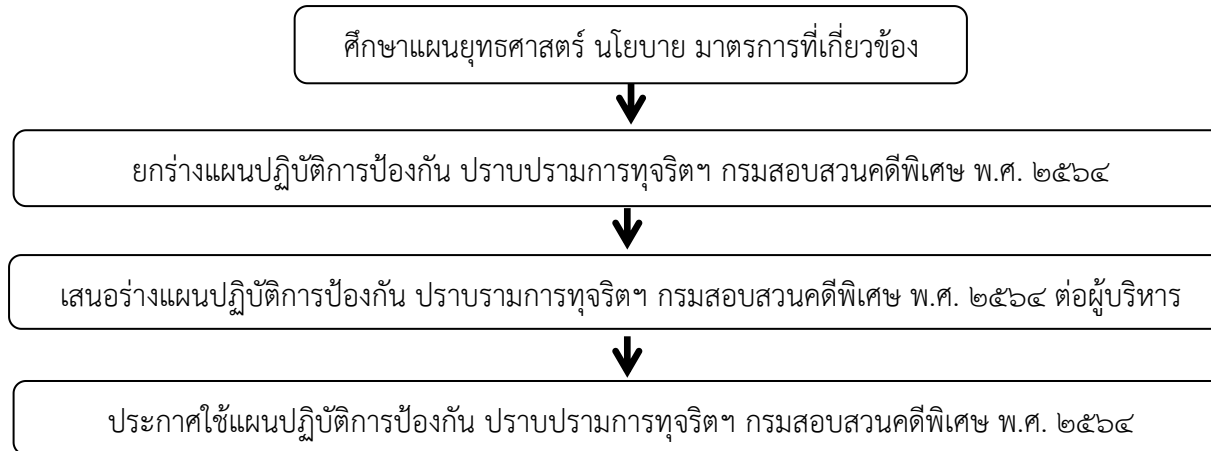 ศึกษาแผนยุทธศาสตร์ นโยบาย มาตรการที่เกี่ยวข้อง
ยกร่างแผนปฏิบัติการป้องกัน ปราบปรามการทุจริตฯ กรมสอบสวนคดีพิเศษ พ.ศ. ๒๕๖๔
เสนอร่างแผนปฏิบัติการป้องกัน ปราบรามการทุจริตฯ กรมสอบสวนคดีพิเศษ พ.ศ. ๒๕๖๔ ต่อผู้บริหาร
ประกาศใช้แผนปฏิบัติการป้องกัน ปราบปรามการทุจริตฯ กรมสอบสวนคดีพิเศษ พ.ศ. ๒๕๖๔